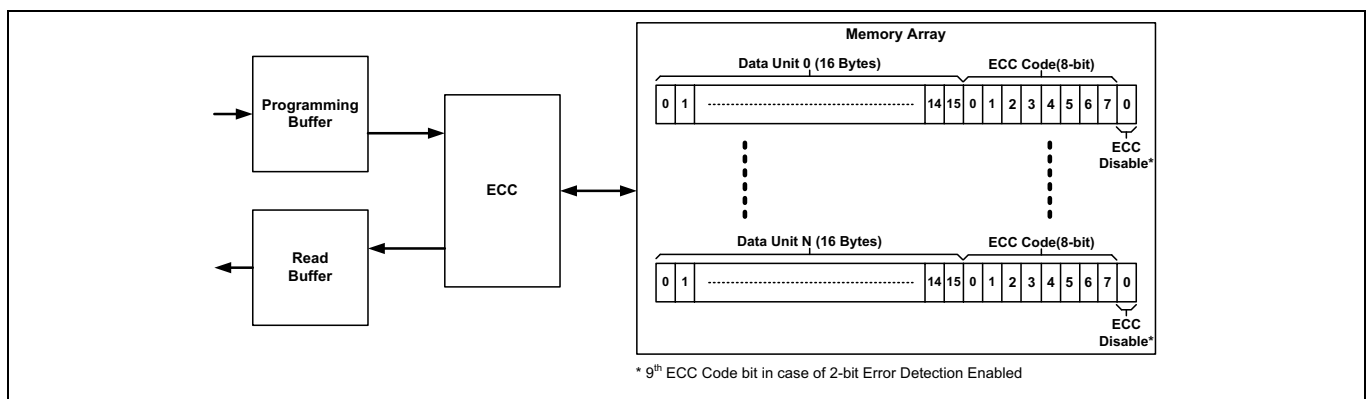 Memory Array
Data Unit 0 (16 Bytes) ECC Code(8-bit)
0 1 14 15 0 1 2 3 4 5 6 7 0
ECC
Disable*
Programming
Buffer
ECC
Read
Buffer
Data Unit N (16 Bytes) ECC Code(8-bit)
0 1 14 15 0 1 2 3 4 5 6 7 0
ECC
Disable*
* 9th ECC Code bit in case of 2-bit Error Detection Enabled